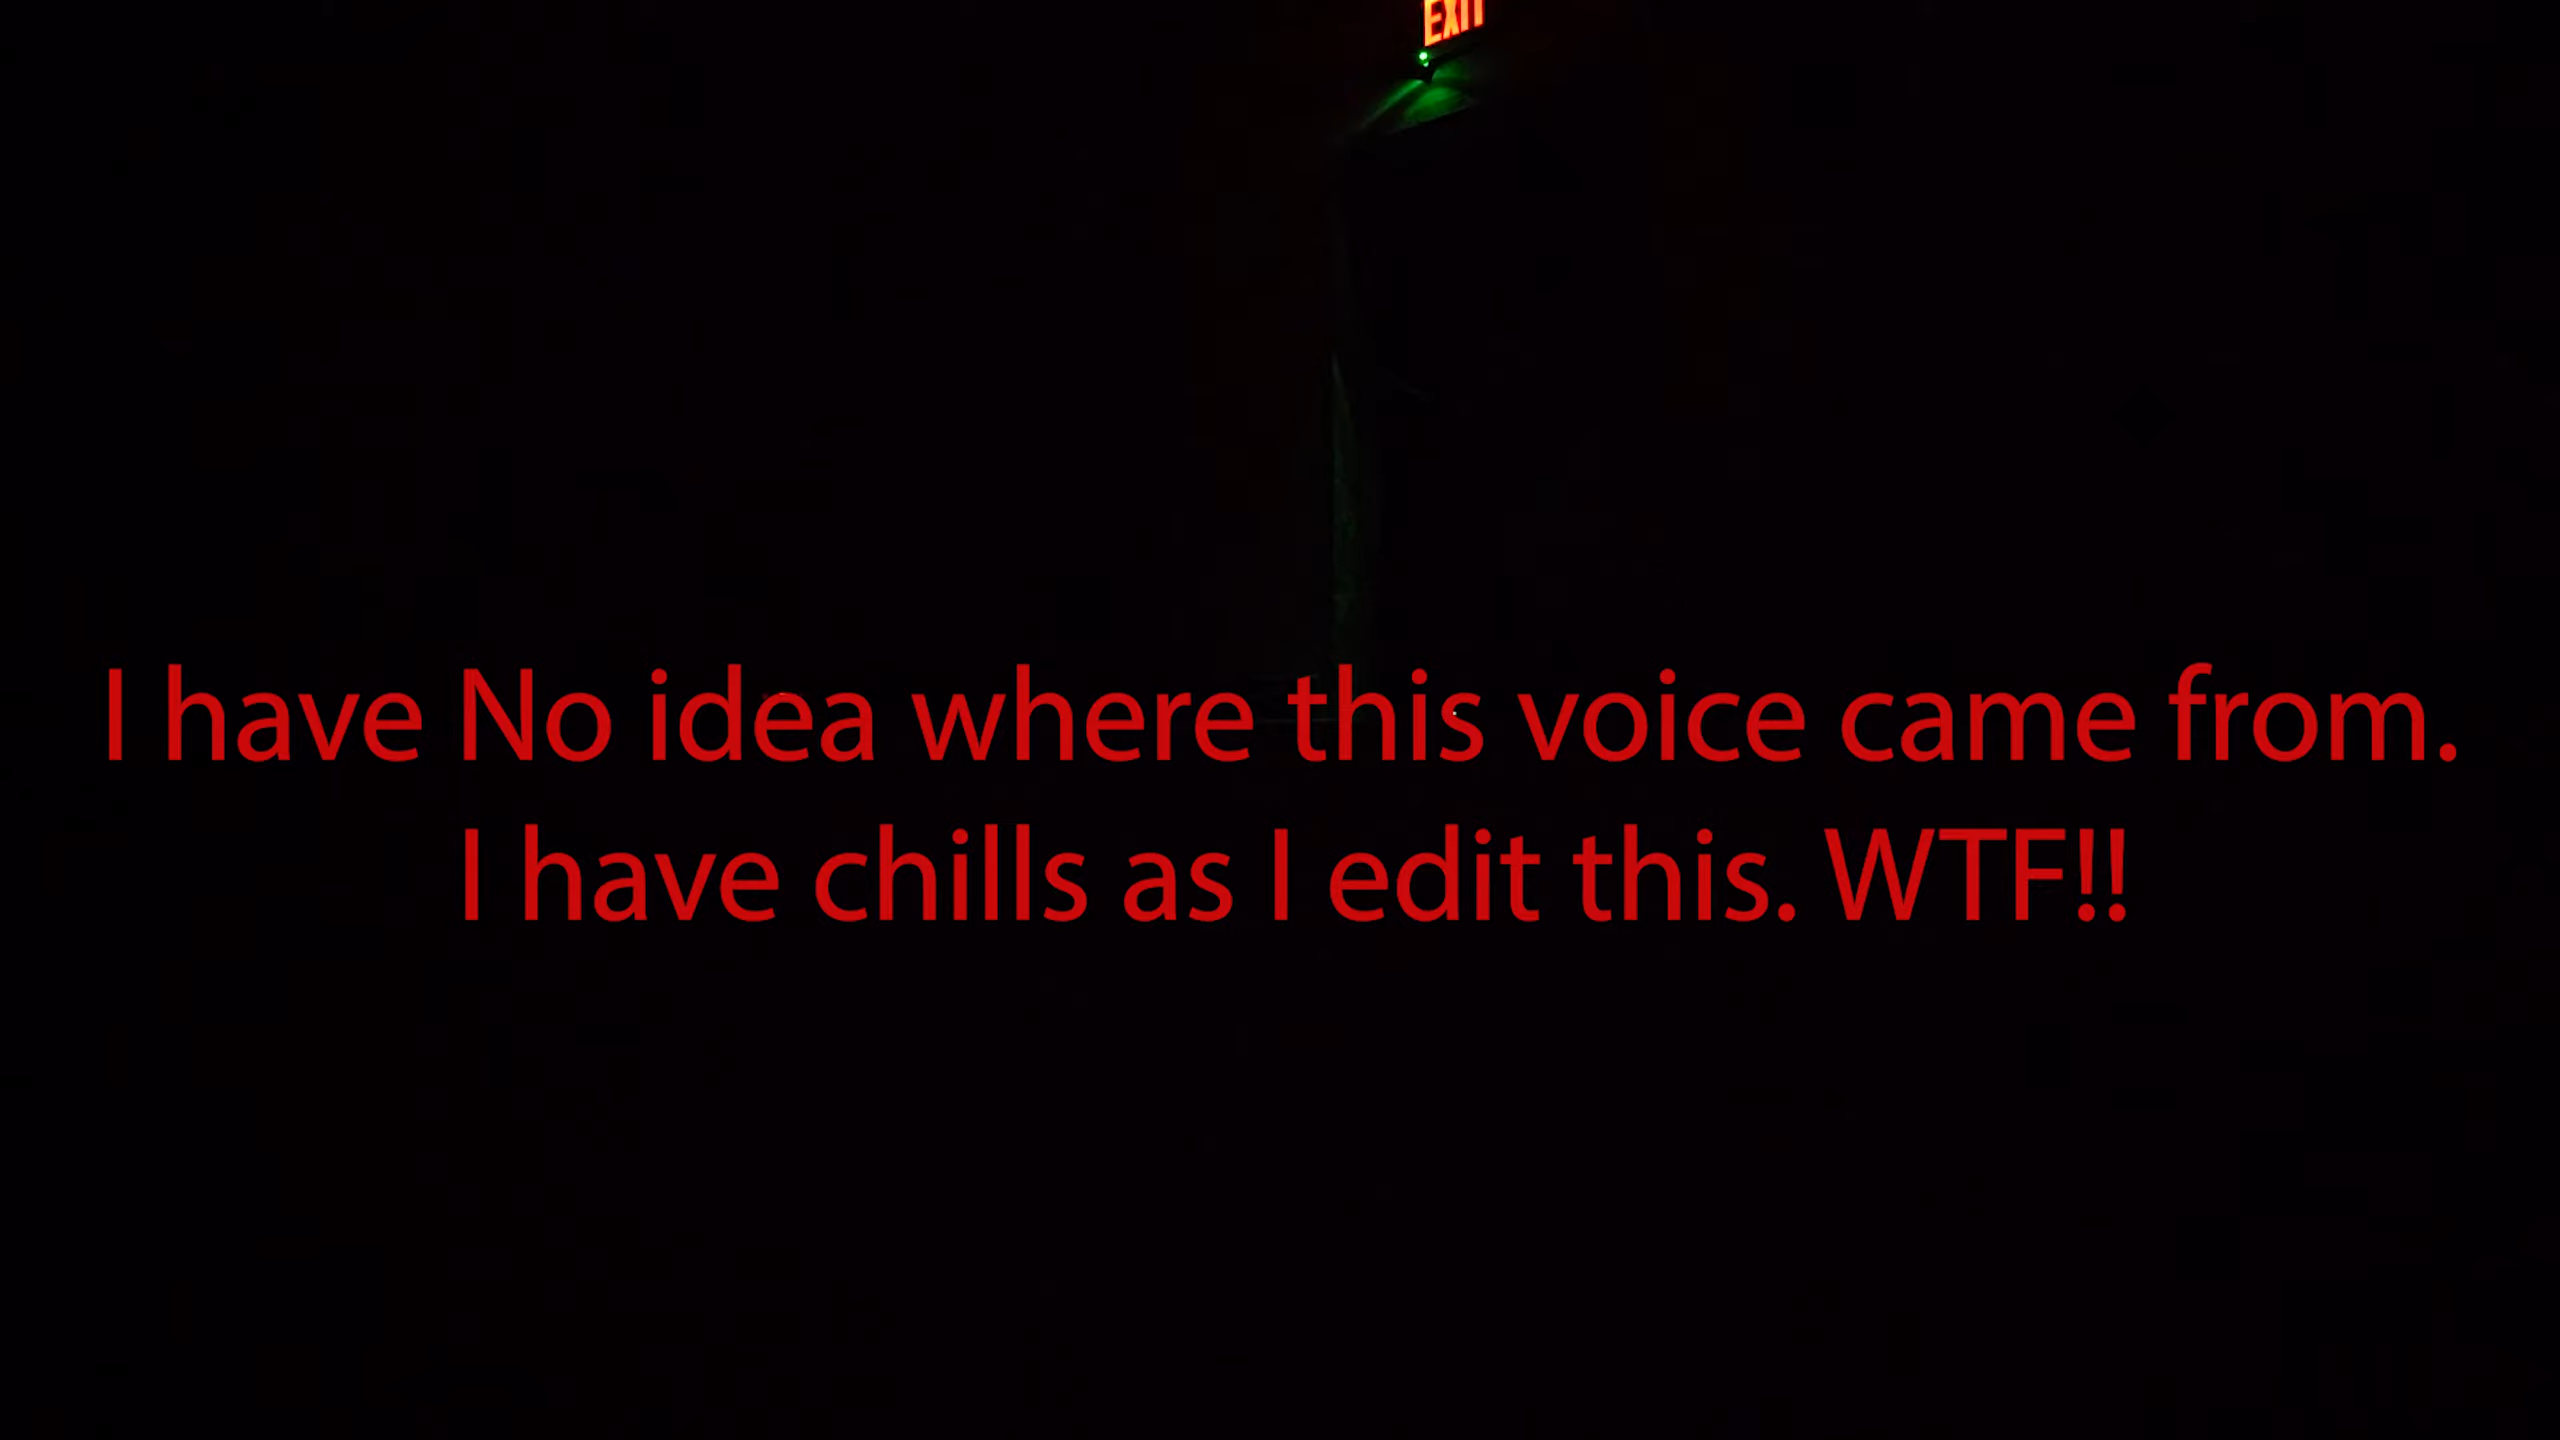 EXIT
I have No idea where this voice came from.
I have chills as I edit this. WTF!!